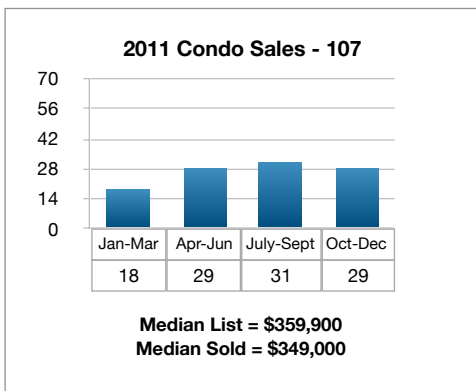 2011 Condo Sales - 107
70
56
42
28
14
0
Jan-Mar Apr-Jun July-Sept Oct-Dec
18 29 31 29
Median List = $359,900
Median Sold = $349,000